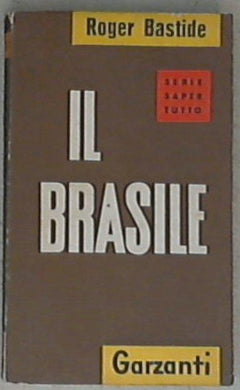 Roger Bastide
SERIE
SAPER
TUTTO
IL
BRASILE
Garzanti